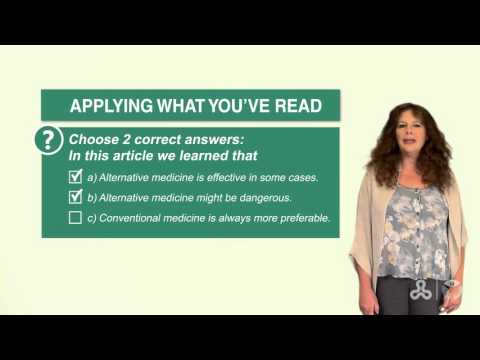 APPLYING WHAT YOU'VE READ
?
Choose 2 correct answers:
In this article we learned that
a) Alternative medicine is effective in some cases.
b) Alternative medicine might be dangerous.
c) Conventional medicine is always more preferable.